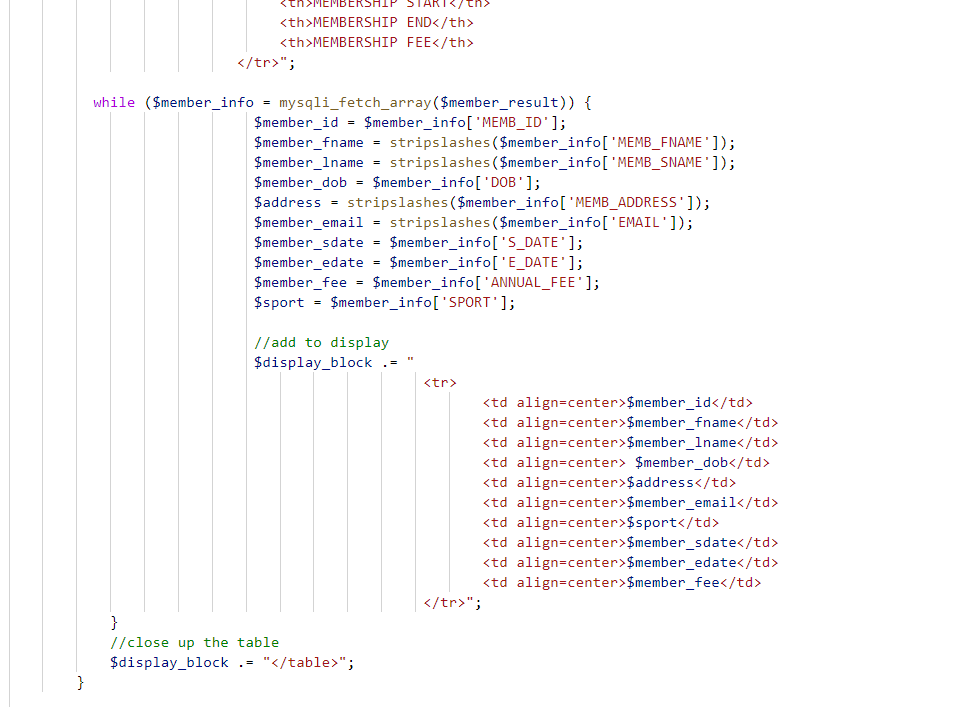 <th>MEMBERSHIP START</th>
<th>MEMBERSHIP END</th>
<th>MEMBERSHIP FEE</th>
</tr>";
while ($member_info = mysqli_fetch_array($member_result)) {
$member_id = $member_info['MEMB_ID'];
$member_fname = stripslashes($member_info['MEMB_FNAME']);
$member_lname = stripslashes($member_info['MEMB_SNAME']);
$member_dob = $member_info['DOB'];
$address = stripslashes($member_info['MEMB_ADDRESS']);
$member_email = stripslashes($member_info['EMAIL']);
$member_sdate = $member_info['S_DATE'];
$member_edate = $member_info['E_DATE'];
$member_fee = $member_info['ANNUAL_FEE'];
$sport = $member_info['SPORT'];
//add to display
$display_block .= "
<tr>
<td align=center>$member_id</td>
<td align=center>$member_fname</td>
<td align=center>$member_lname</td>
<td align=center> $member_dob</td>
<td align=center>$address</td>
<td align=center>$member_email</td>
<td align=center>$sport</td>
<td align=center>$member_sdate</td>
<td align=center>$member_edate</td>
<td align=center>$member_fee</td>
</tr>";
}
//close up the table
$display_block .= "</table>";
}